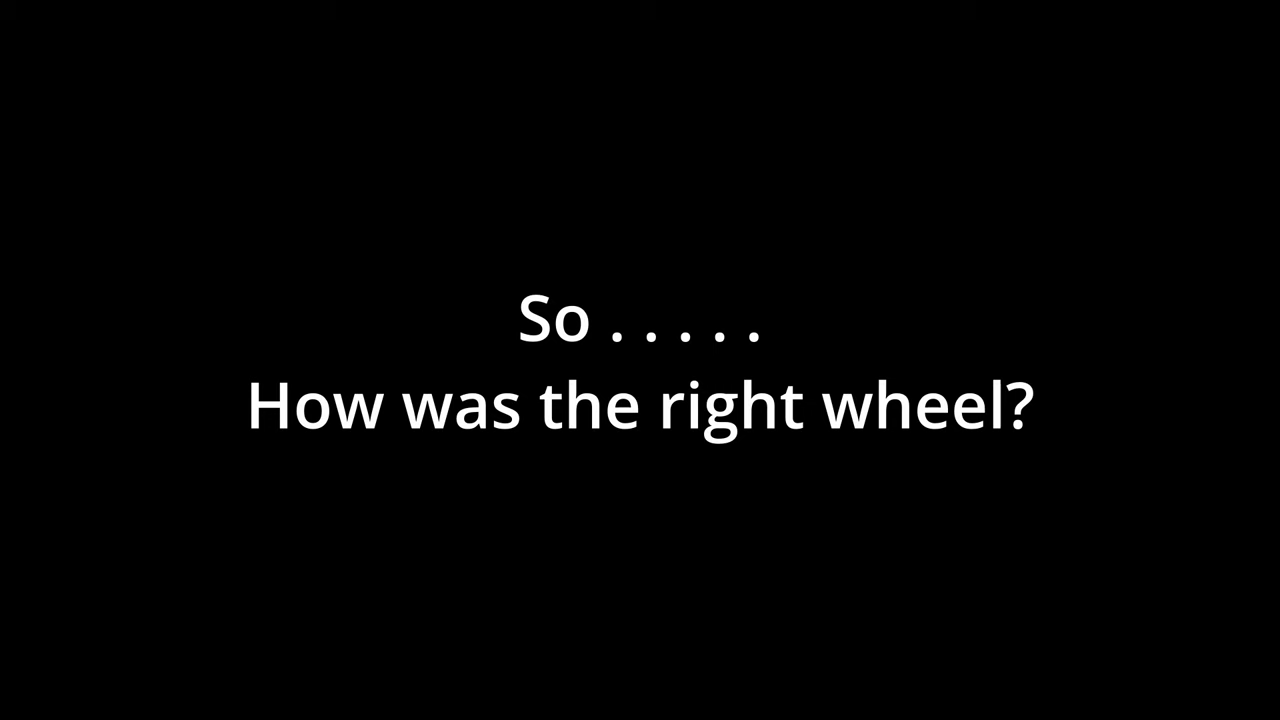 So . . . . .
How was the right wheel?